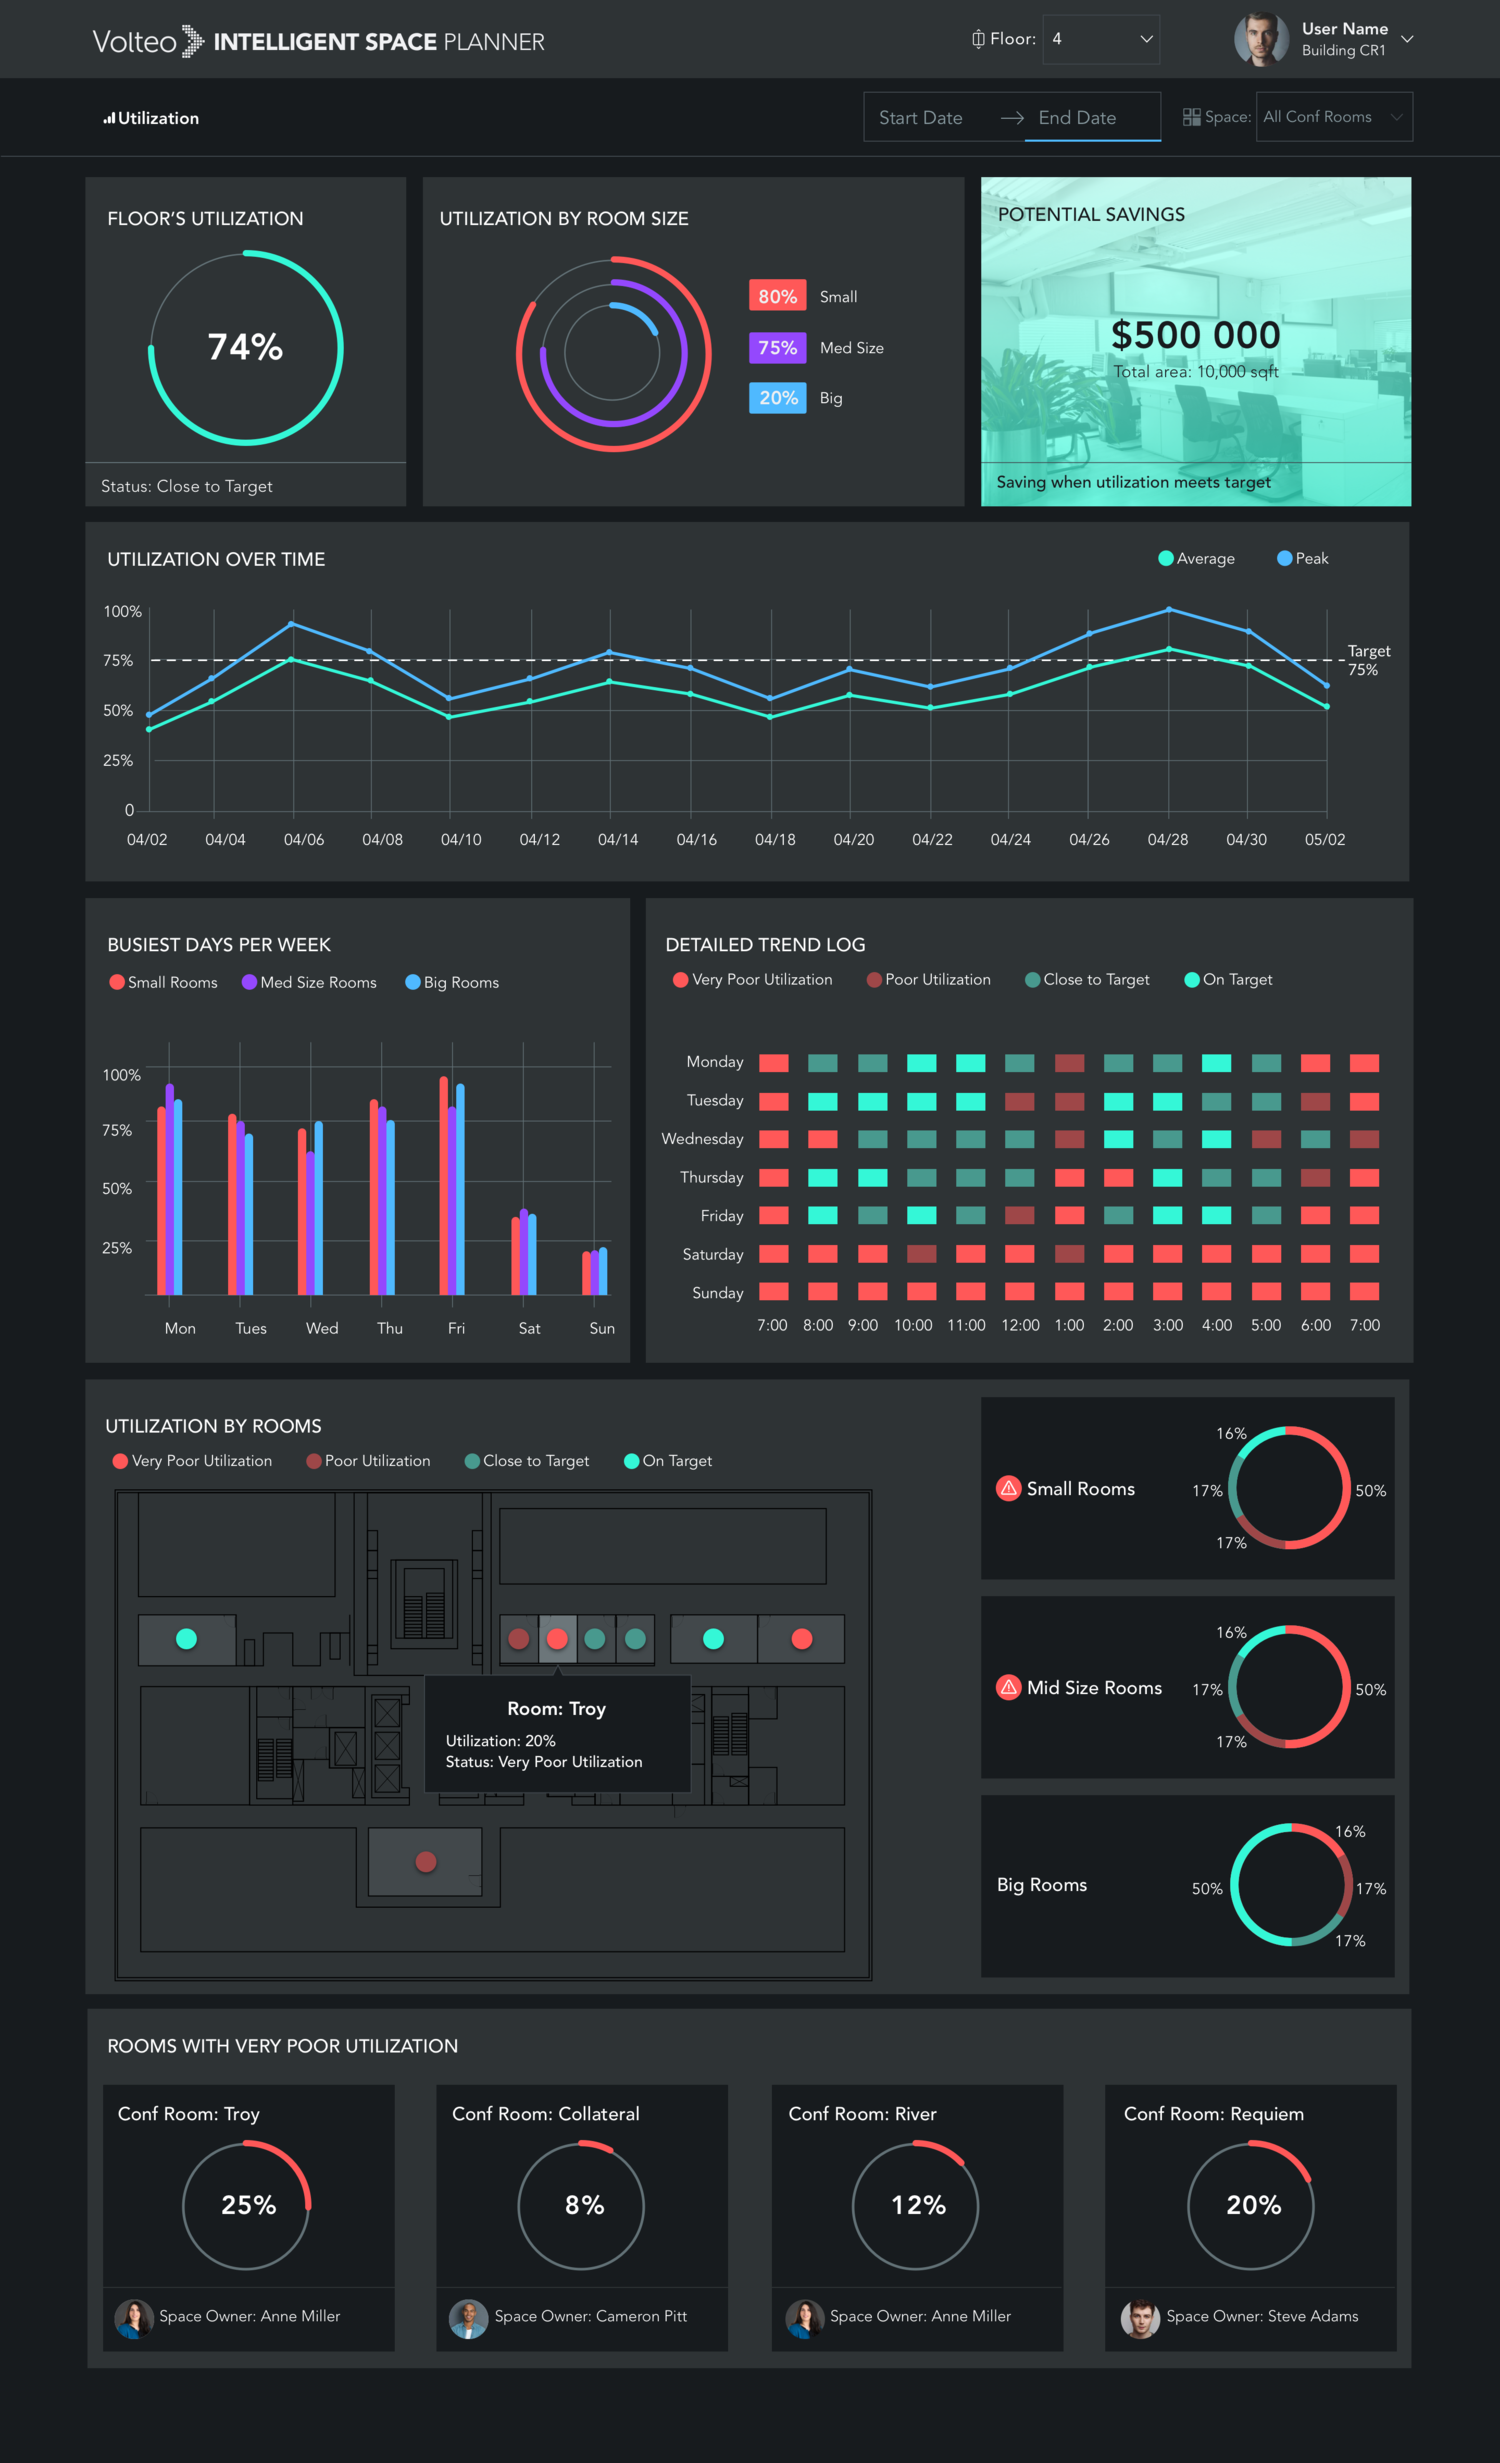 Volteo INTELLIGENT SPACE PLANNER
Floor: 4
User Name
Building CR1
Utilization
Start Date End Date
Space: All Conf Rooms
FLOOR'S UTILIZATION
74%
Status: Close to Target
UTILIZATION BY ROOM SIZE
80% Small
75% Med Size
20% Big
POTENTIAL SAVINGS
$500 000
Total area: 10,000 sqft
Saving when utilization meets target
UTILIZATION OVER TIME
Average Peak
100%
75%
50%
25%
0
Target
75%
04/02 04/04 04/06 04/08 04/10 04/12 04/14 04/16 04/18 04/20 04/22 04/24 04/26 04/28 04/30 05/02
BUSIEST DAYS PER WEEK
Small Rooms Med Size Rooms Big Rooms
100%
75%
50%
25%
Mon Tues Wed Thu Fri Sat Sun
DETAILED TREND LOG
Very Poor Utilization Poor Utilization Close to Target On Target
Monday
Tuesday
Wednesday
Thursday
Friday
Saturday
Sunday
7:00 8:00 9:00 10:00 11:00 12:00 1:00 2:00 3:00 4:00 5:00 6:00 7:00
UTILIZATION BY ROOMS
Very Poor Utilization Poor Utilization Close to Target On Target
Room: Troy
Utilization: 20%
Status: Very Poor Utilization
Small Rooms
16%
17%
50%
17%
Mid Size Rooms
16%
17%
50%
17%
Big Rooms
16%
50%
17%
17%
ROOMS WITH VERY POOR UTILIZATION
Conf Room: Troy
25%
Space Owner: Anne Miller
Conf Room: Collateral
8%
Space Owner: Cameron Pitt
Conf Room: River
12%
Space Owner: Anne Miller
Conf Room: Requiem
20%
Space Owner: Steve Adams